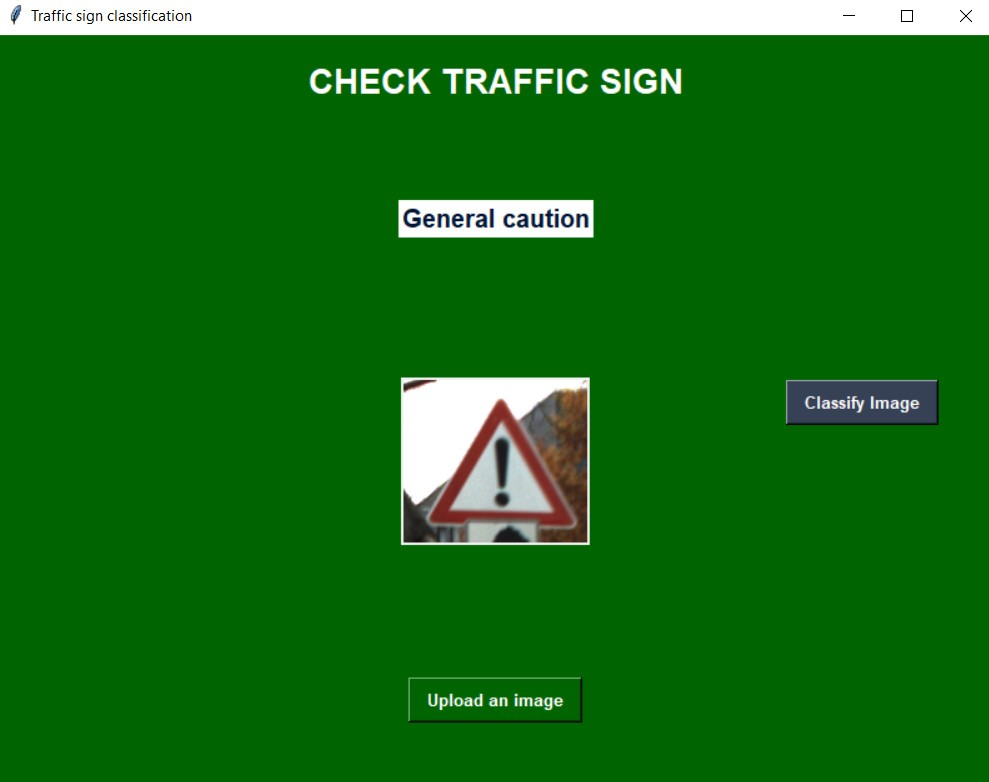 Traffic sign classification
CHECK TRAFFIC SIGN
General caution
!
Classify Image
Upload an image